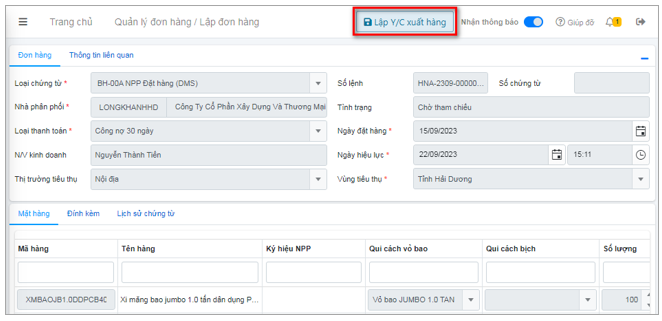 Trang chủ Quản lý đơn hàng / Lập đơn hàng Lập Y/C xuất hàng Nhận thông báo Giúp đỡ 1
Đơn hàng Thông tin liên quan
Loại chứng từ * BH-00A NPP Đặt hàng (DMS) Số lệnh HNA-2309-00000... Số chứng từ
Nhà phân phối * LONGKHANHHD Công Ty Cổ Phần Xây Dựng Và Thương Mại Tình trạng Chờ tham chiếu
Loại thanh toán * Công nợ 30 ngày Ngày đặt hàng * 15/09/2023
N/V kinh doanh Nguyễn Thành Tiến Ngày hiệu lực * 22/09/2023 15:11
Thị trường tiêu thụ Nội địa Vùng tiêu thụ * Tỉnh Hải Dương
Mặt hàng Đính kèm Lịch sử chứng từ
Mã hàng Tên hàng Ký hiệu NPP Qui cách vỏ bao Qui cách bịch Số lượng
XMBAOJB1.0DDPCB40 Xi măng bao jumbo 1.0 tấn dân dụng P... Vỏ bao JUMBO 1.0 TAN 100